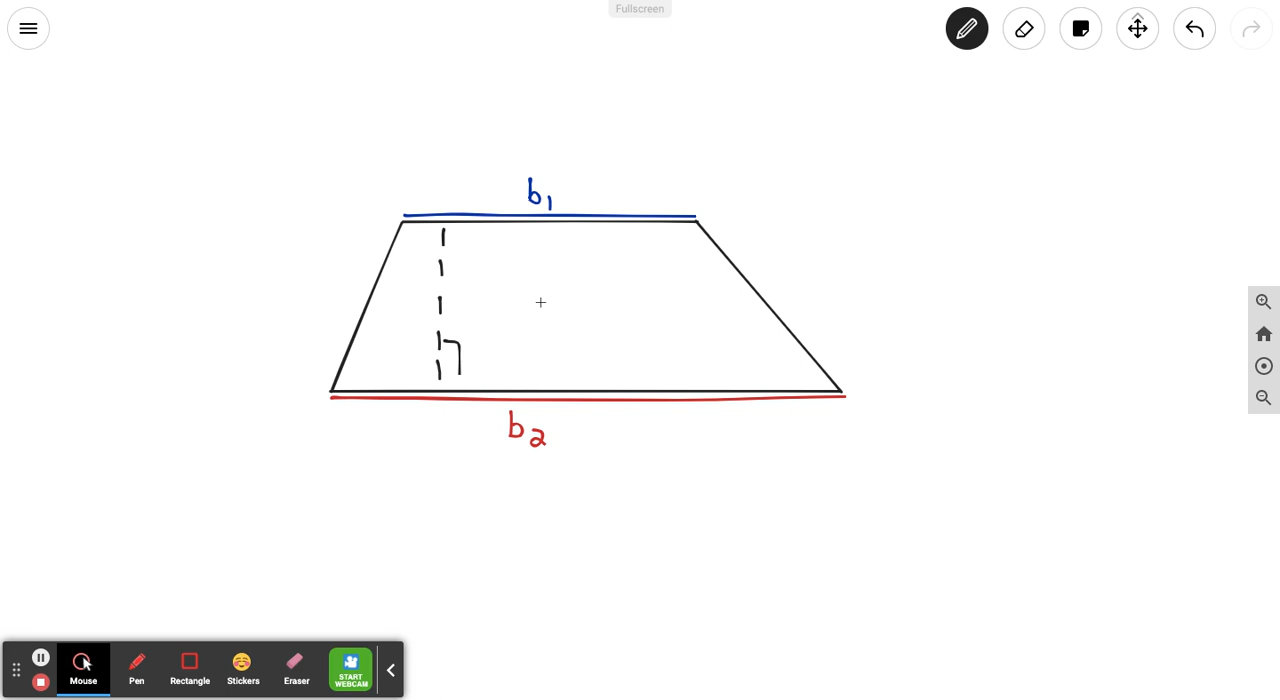 Fullscreen
b₁
b₂
Mouse
Pen
Rectangle
Stickers
Eraser
START
WEBCAM